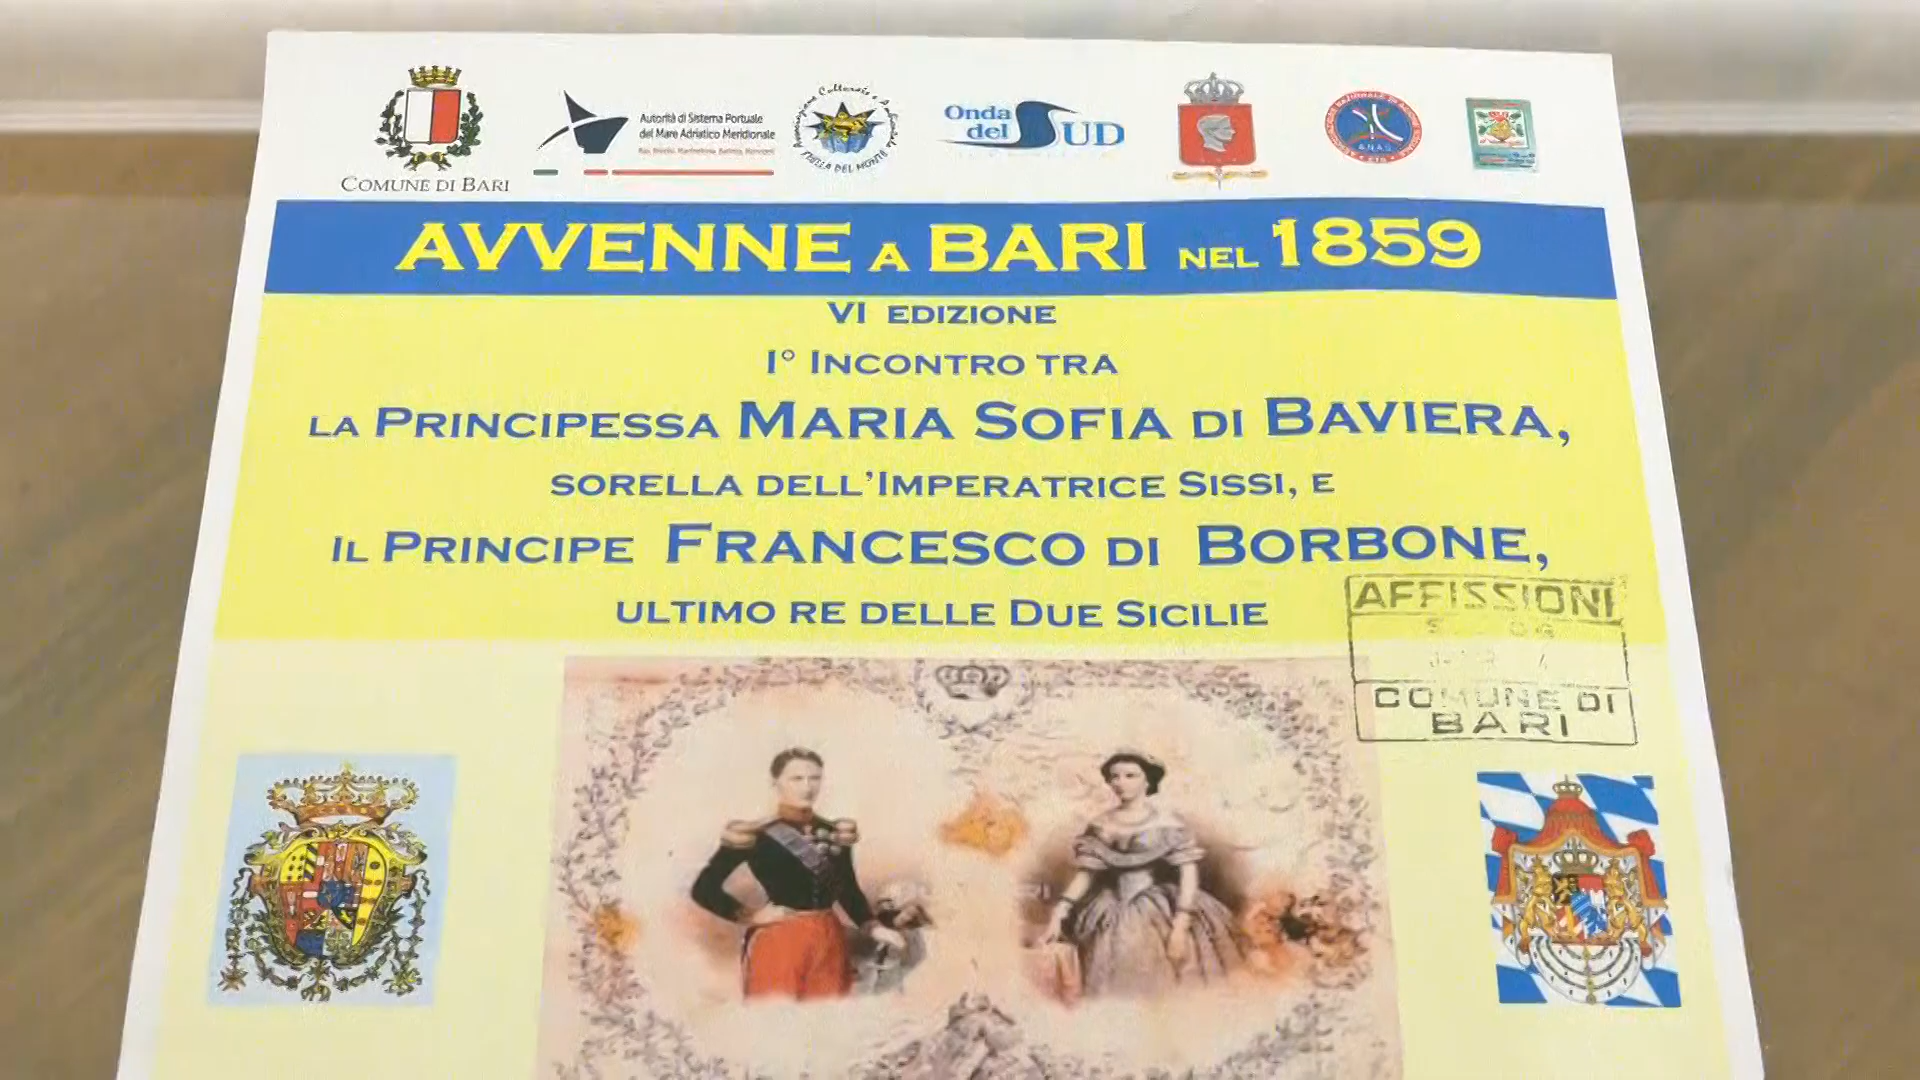 COMUNE DI BARI
Autorità di Sistema Portuale
del Mare Adriatico Meridionale
Onda
del SUD
A.N.A.S.
AVVENNE A BARI NEL 1859
VI EDIZIONE
I° INCONTRO TRA
LA PRINCIPESSA MARIA SOFIA DI BAVIERA,
SORELLA DELL'IMPERATRICE SISSI, E
IL PRINCIPE FRANCESCO DI BORBONE,
ULTIMO RE DELLE DUE SICILIE
AFFISSIONI
COMUNE DI
BARI